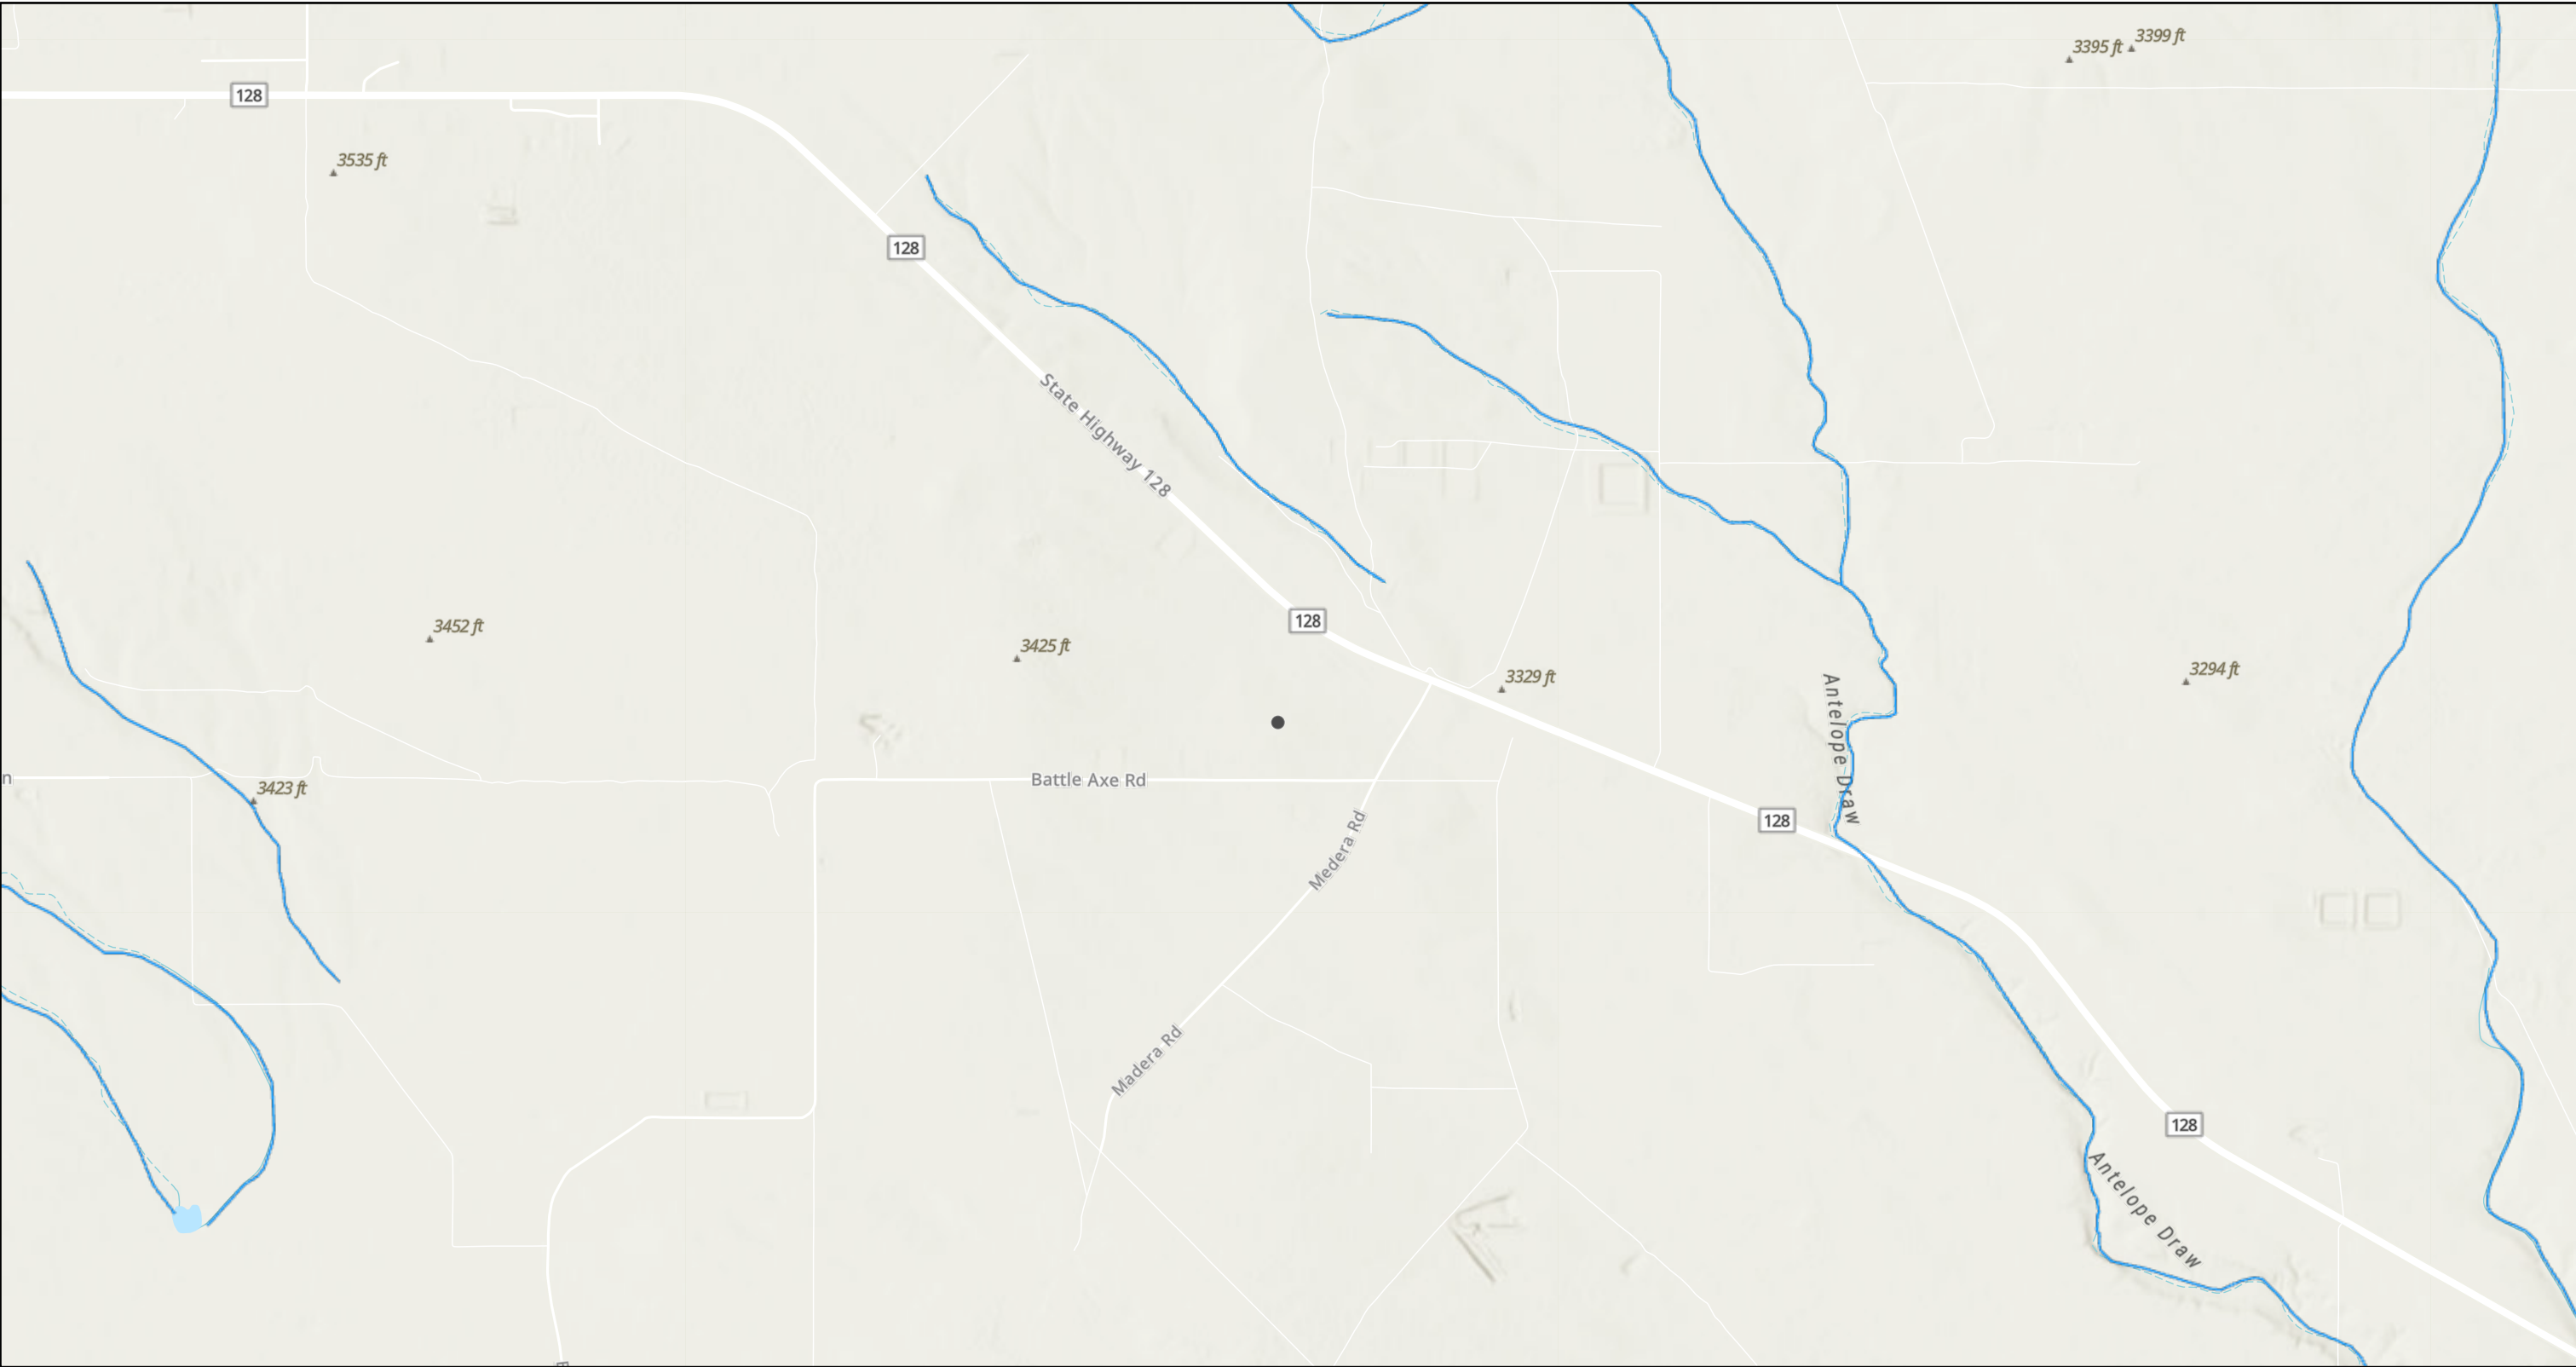 3399 ft
3395 ft
128
3535 ft
128
State Highway 128
128
3452 ft
3425 ft
3294 ft
3329 ft
Antelope Draw
n
Battle Axe Rd
3423 ft
128
Medera Rd
Madera Rd
128
Antelope Draw